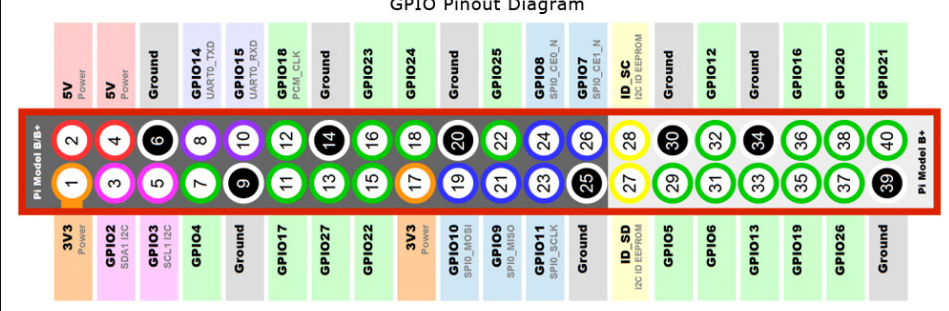 GPIO Pinout Diagram
5V Power
5V Power
Ground
GPIO14 UART0_TXD
GPIO15 UART0_RXD
GPIO18 PCM_CLK
Ground
GPIO23
GPIO24
Ground
GPIO25
GPIO8 SPI0_CE0_N
GPIO7 SPI0_CE1_N
ID_SC I2C ID EEPROM
Ground
GPIO12
Ground
GPIO16
GPIO20
GPIO21
Pi Model B/B+
2 4 6 8 10 12 14 16 18 20 22 24 26 28 30 32 34 36 38 40
1 3 5 7 9 11 13 15 17 19 21 23 25 27 29 31 33 35 37 39
Pi Model B+
3V3 Power
GPIO2 SDA1 I2C
GPIO3 SCL1 I2C
GPIO4
Ground
GPIO17
GPIO27
GPIO22
3V3 Power
GPIO10 SPI0_MOSI
GPIO9 SPI0_MISO
GPIO11 SPI0_SCLK
Ground
ID_SD I2C ID EEPROM
GPIO5
GPIO6
GPIO13
GPIO19
GPIO26
Ground